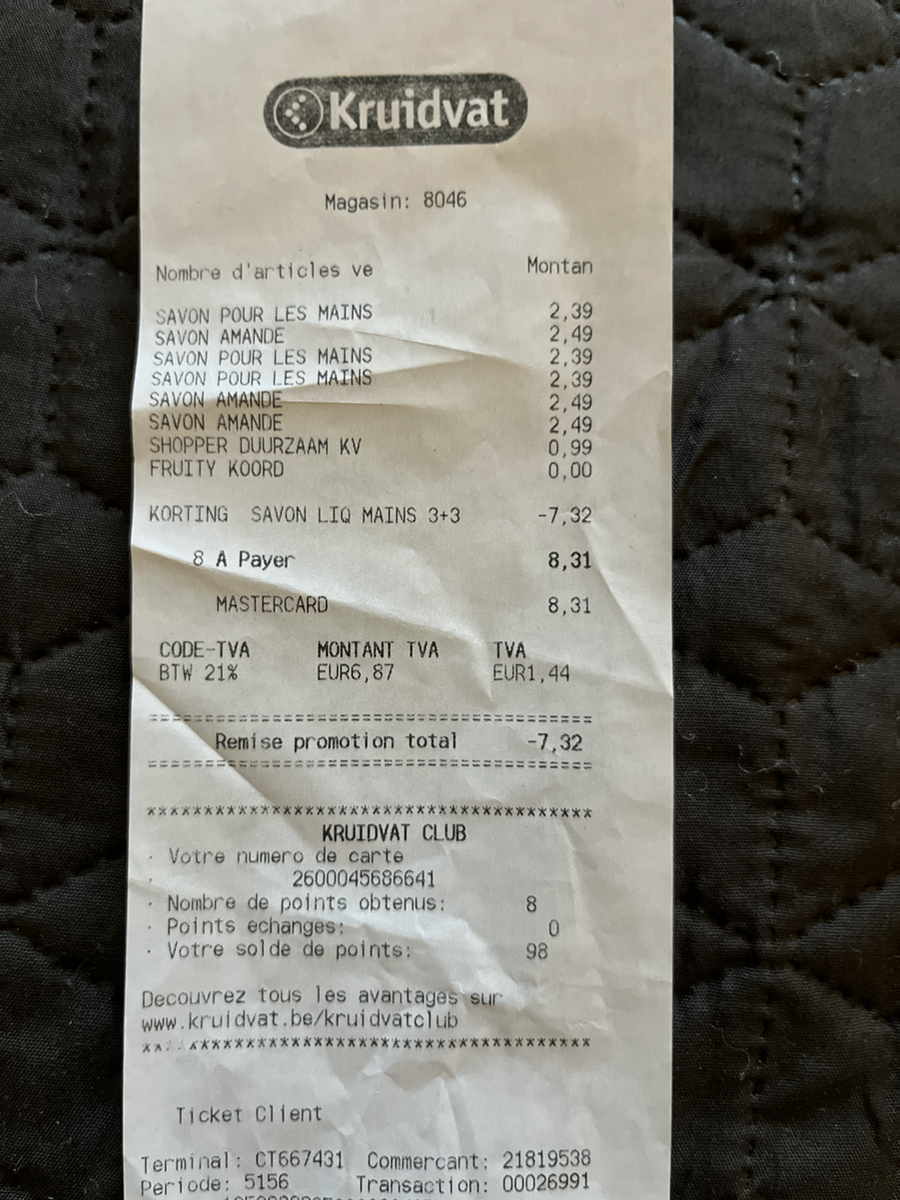 Kruidvat
Magasin: 8046
Nombre d'articles ve Montan
SAVON POUR LES MAINS 2,39
SAVON AMANDE 2,49
SAVON POUR LES MAINS 2,39
SAVON POUR LES MAINS 2,39
SAVON AMANDE 2,49
SAVON AMANDE 2,49
SHOPPER DUURZAAM KV 0,99
FRUITY KOORD 0,00
KORTING SAVON LIQ MAINS 3+3 -7,32
8 A Payer 8,31
MASTERCARD 8,31
CODE-TVA MONTANT TVA TVA
BTW 21% EUR6,87 EUR1,44
========================================
Remise promotion total -7,32
========================================
****************************************
KRUIDVAT CLUB
· Votre numero de carte
· 2600045686641
· Nombre de points obtenus: 8
· Points echanges: 0
· Votre solde de points: 98
Decouvrez tous les avantages sur
www.kruidvat.be/kruidvatclub
****************************************
Ticket Client
Terminal: CT667431 Commercant: 21819538
Periode: 5156 Transaction: 00026991